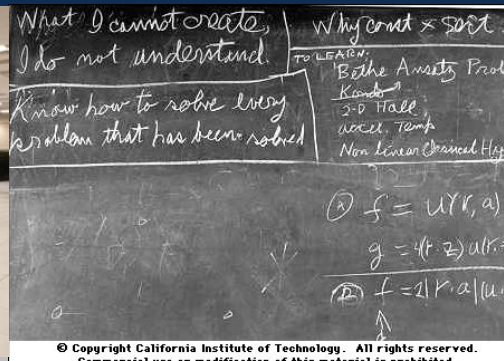 What I cannot create,
I do not understand.
Know how to solve every
problem that has been solved
Why const × sort
TO LEARN:
Bethe Ansatz Prob
Kondo
2-D Hall
accel. Temp
Non Linear Classical Hy
Ⓐ f = u(r, a)
g = 4(r·z) u(r,
f = 2|r·a|(u.
© Copyright California Institute of Technology. All rights reserved.
Commercial use or modification of this material is prohibited